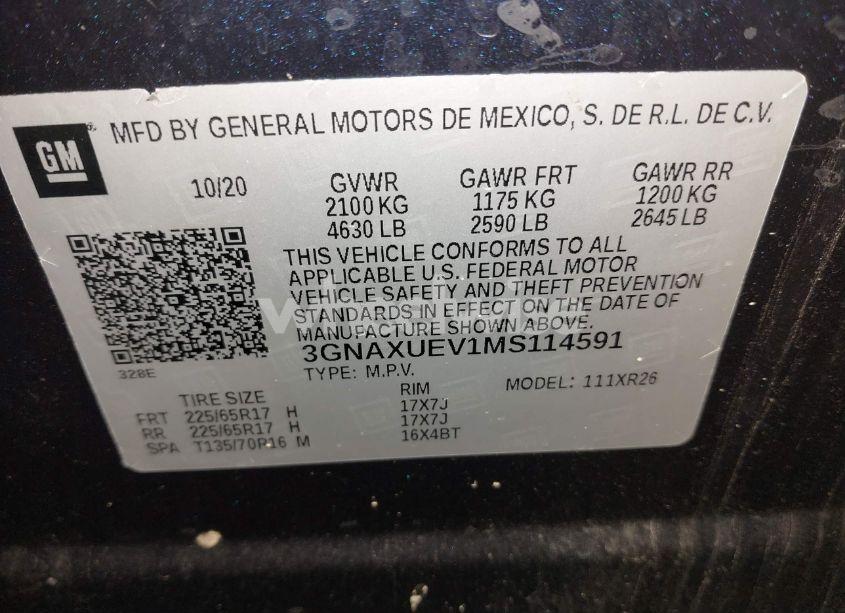 GM
MFD BY GENERAL MOTORS DE MEXICO, S. DE R.L. DE C.V.
10/20
GVWR
2100 KG
4630 LB
GAWR FRT
1175 KG
2590 LB
GAWR RR
1200 KG
2645 LB
THIS VEHICLE CONFORMS TO ALL
APPLICABLE U.S. FEDERAL MOTOR
VEHICLE SAFETY AND THEFT PREVENTION
STANDARDS IN EFFECT ON THE DATE OF
MANUFACTURE SHOWN ABOVE.
3GNAXUEV1MS114591
328E
TYPE: M.P.V.
MODEL: 111XR26
TIRE SIZE RIM
FRT 225/65R17 H 17X7J
RR 225/65R17 H 17X7J
SPA T135/70R16 M 16X4BT